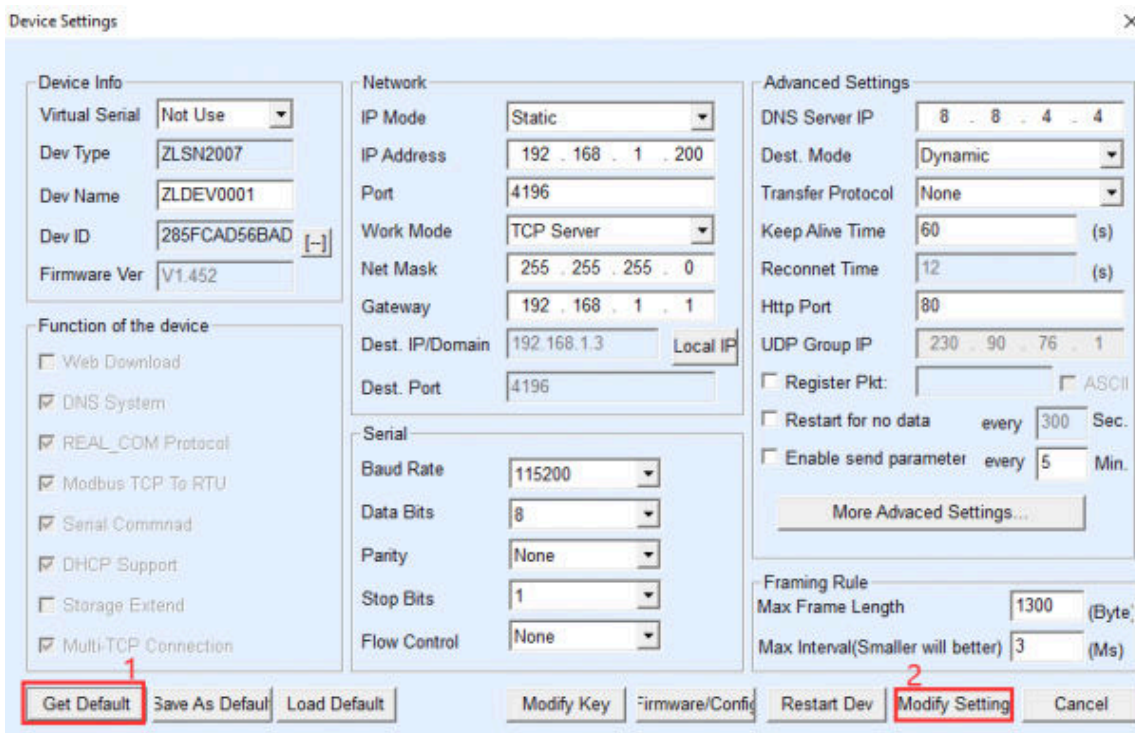 Device Settings
Device Info
Virtual Serial Not Use
Dev Type ZLSN2007
Dev Name ZLDEV0001
Dev ID 285FCAD56BAD [--]
Firmware Ver V1.452
Function of the device
Web Download
DNS System
REAL_COM Protocol
Modbus TCP To RTU
Serial Commnad
DHCP Support
Storage Extend
Multi-TCP Connection
Network
IP Mode Static
IP Address 192 . 168 . 1 . 200
Port 4196
Work Mode TCP Server
Net Mask 255 . 255 . 255 . 0
Gateway 192 . 168 . 1 . 1
Dest. IP/Domain 192.168.1.3 Local IP
Dest. Port 4196
Serial
Baud Rate 115200
Data Bits 8
Parity None
Stop Bits 1
Flow Control None
Advanced Settings
DNS Server IP 8 . 8 . 4 . 4
Dest. Mode Dynamic
Transfer Protocol None
Keep Alive Time 60 (s)
Reconnet Time 12 (s)
Http Port 80
UDP Group IP 230 . 90 . 76 . 1
Register Pkt: ASCII
Restart for no data every 300 Sec.
Enable send parameter every 5 Min.
More Advaced Settings...
Framing Rule
Max Frame Length 1300 (Byte)
Max Interval(Smaller will better) 3 (Ms)
1 2
Get Default Save As Defaul Load Default Modify Key Firmware/Config Restart Dev Modify Setting Cancel